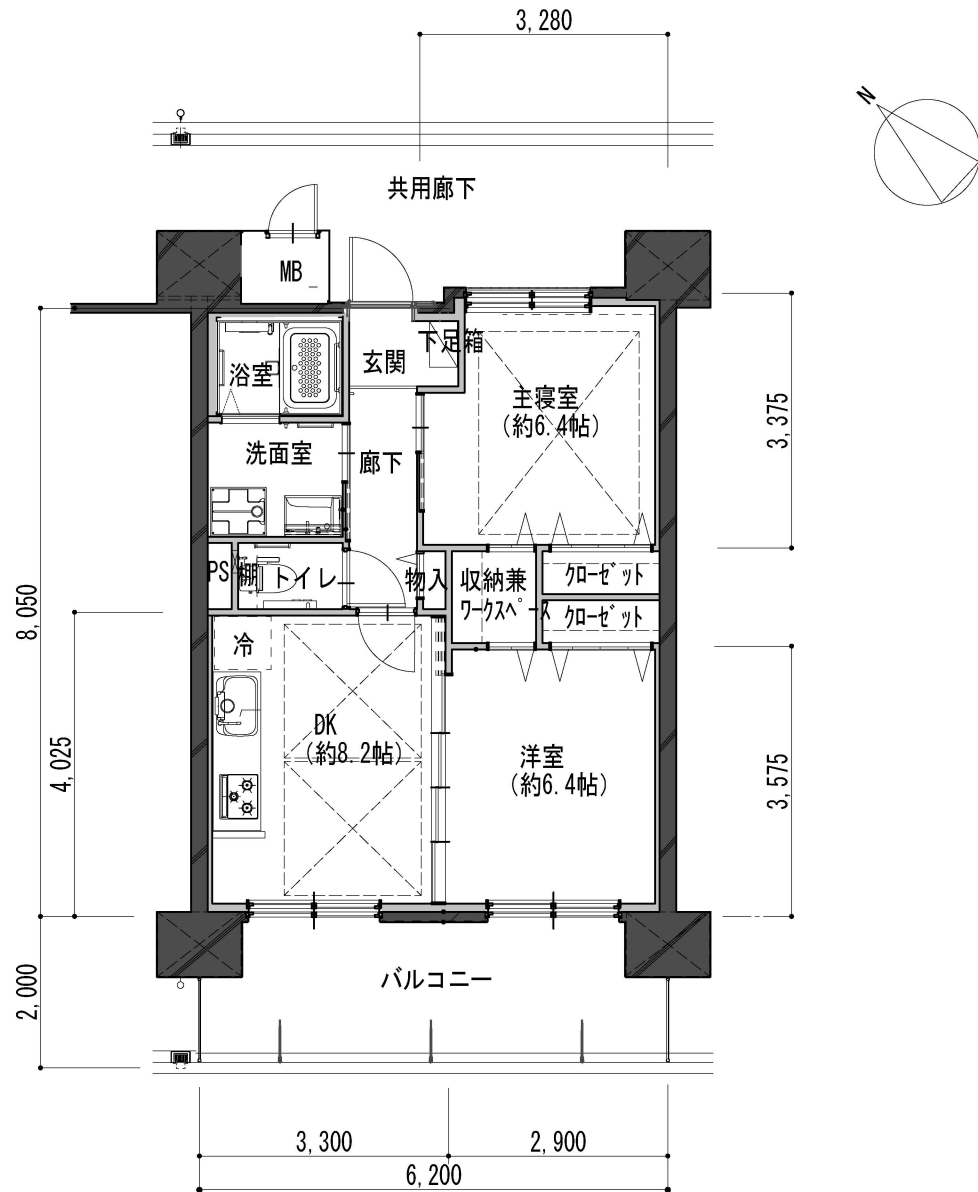 3,280
N
共用廊下
MB
下足箱
玄関
浴室
主寝室
(約6.4帖)
3,375
洗面室
廊下
PS
棚
トイレ
物入
収納兼
ワークスペース
クローゼット
クローゼット
8,050
冷
4,025
DK
(約8.2帖)
洋室
(約6.4帖)
3,575
2,000
バルコニー
3,300
2,900
6,200